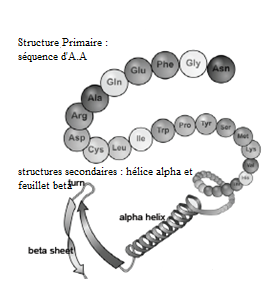 Structure Primaire :
séquence d'A.A
Asn
Gly
Phe
Glu
Gln
Ala
Arg
Asp
Cys
Leu
Ile
Trp
Pro
Tyr
Ser
Met
Lys
structures secondaires : hélice alpha et
feuillet beta
turn
alpha helix
beta sheet